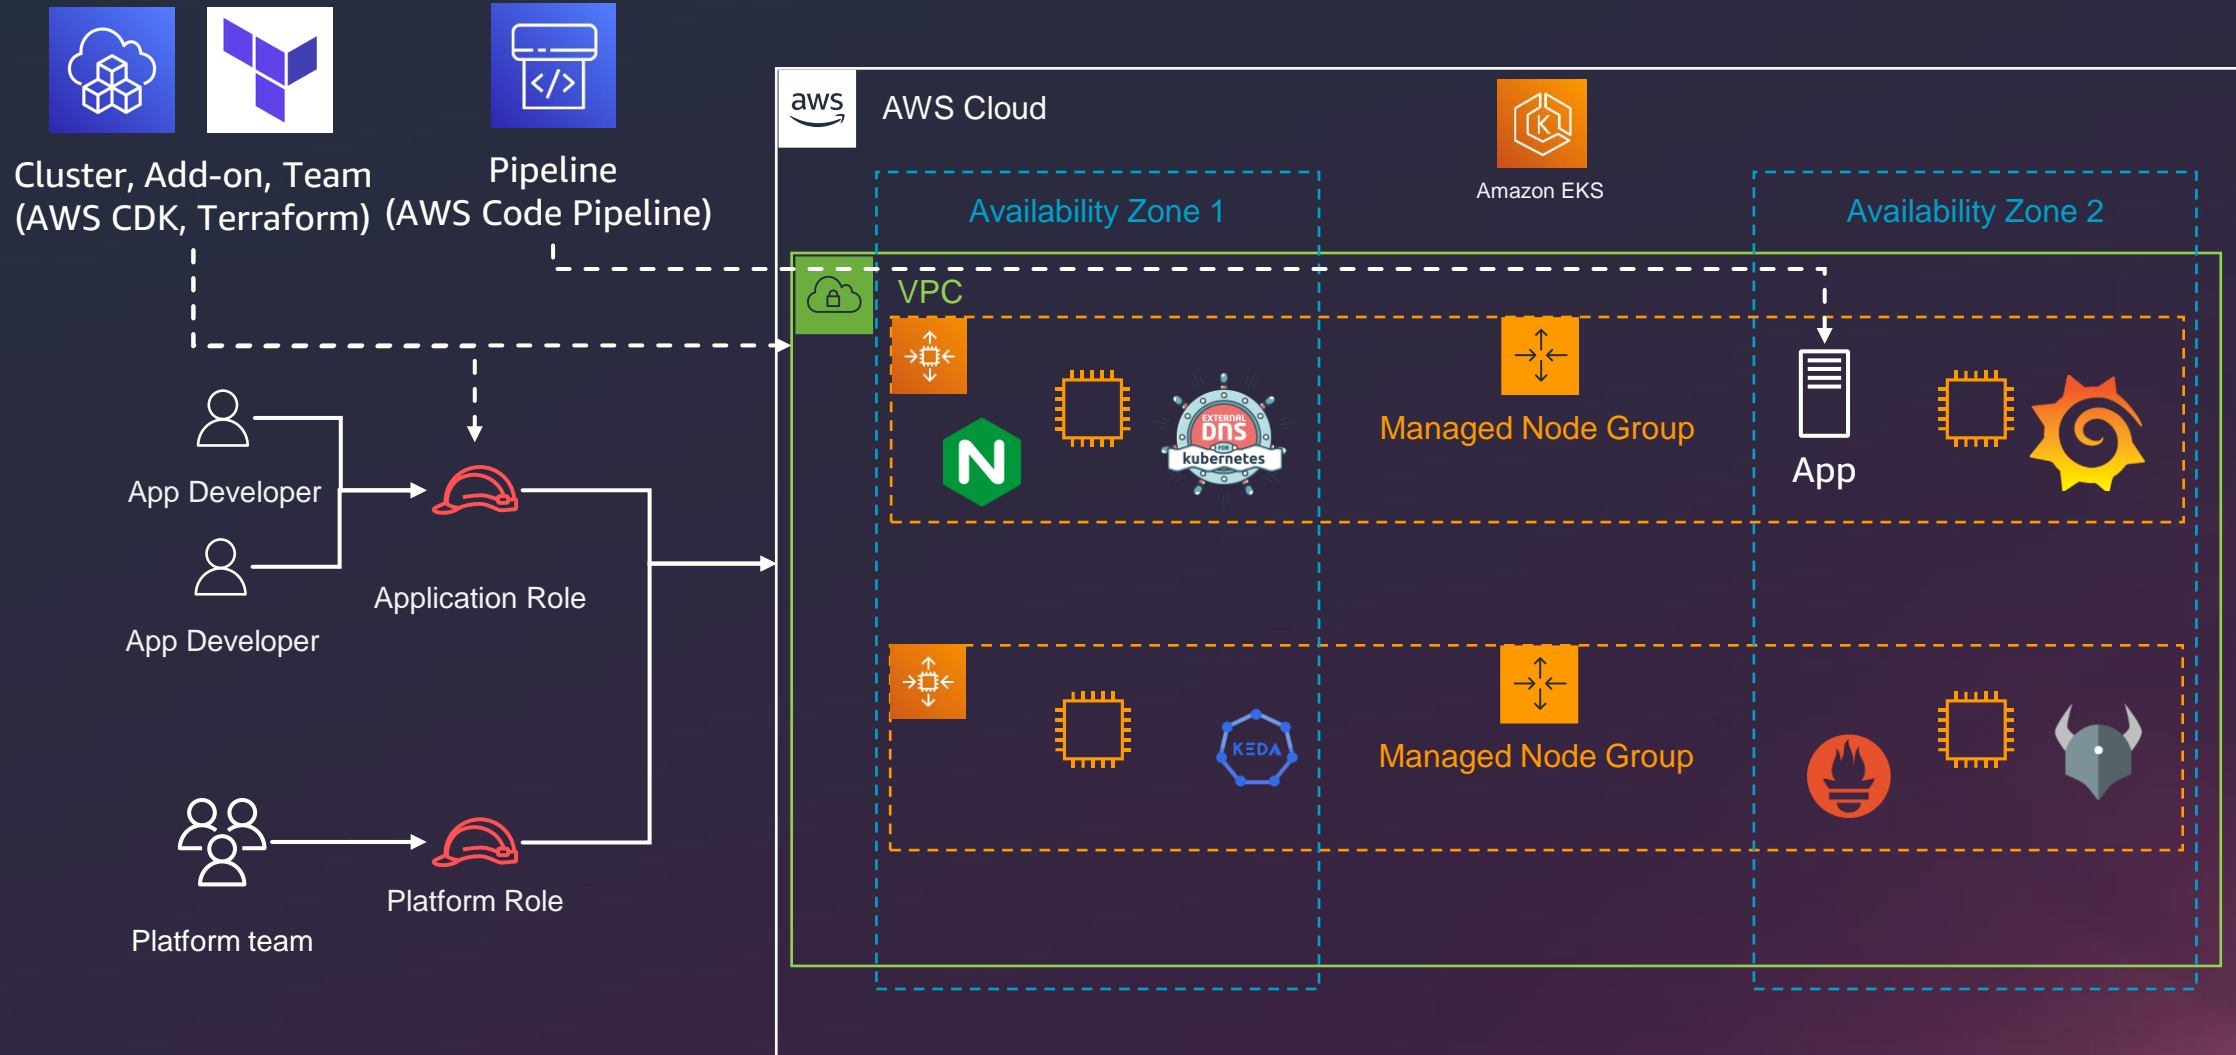 Cluster, Add-on, Team
(AWS CDK, Terraform)
</>
Pipeline
(AWS Code Pipeline)
aws
AWS Cloud
K
Amazon EKS
Availability Zone 1
Availability Zone 2
VPC
App Developer
App Developer
Application Role
Platform team
Platform Role
N
EXTERNAL
DNS
FOR
kubernetes
Managed Node Group
App
KEDA
Managed Node Group